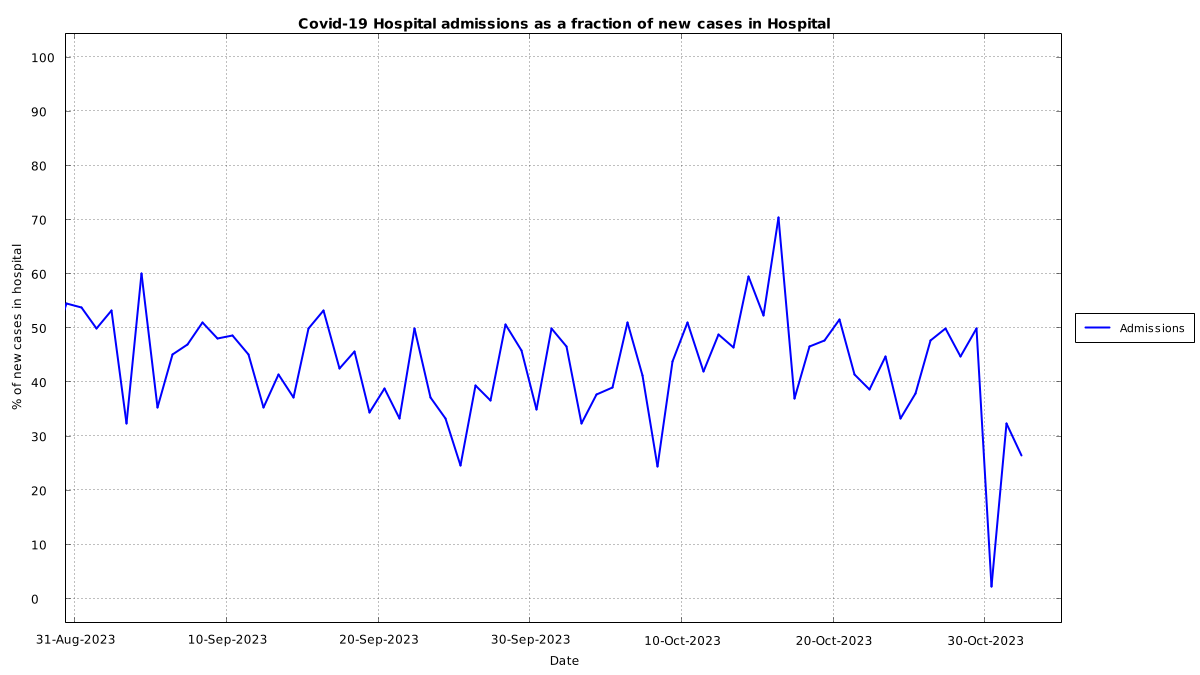 Covid-19 Hospital admissions as a fraction of new cases in Hospital
100
90
80
70
60
50
40
30
20
10
0
% of new cases in hospital
Admissions
31-Aug-2023 10-Sep-2023 20-Sep-2023 30-Sep-2023 10-Oct-2023 20-Oct-2023 30-Oct-2023
Date